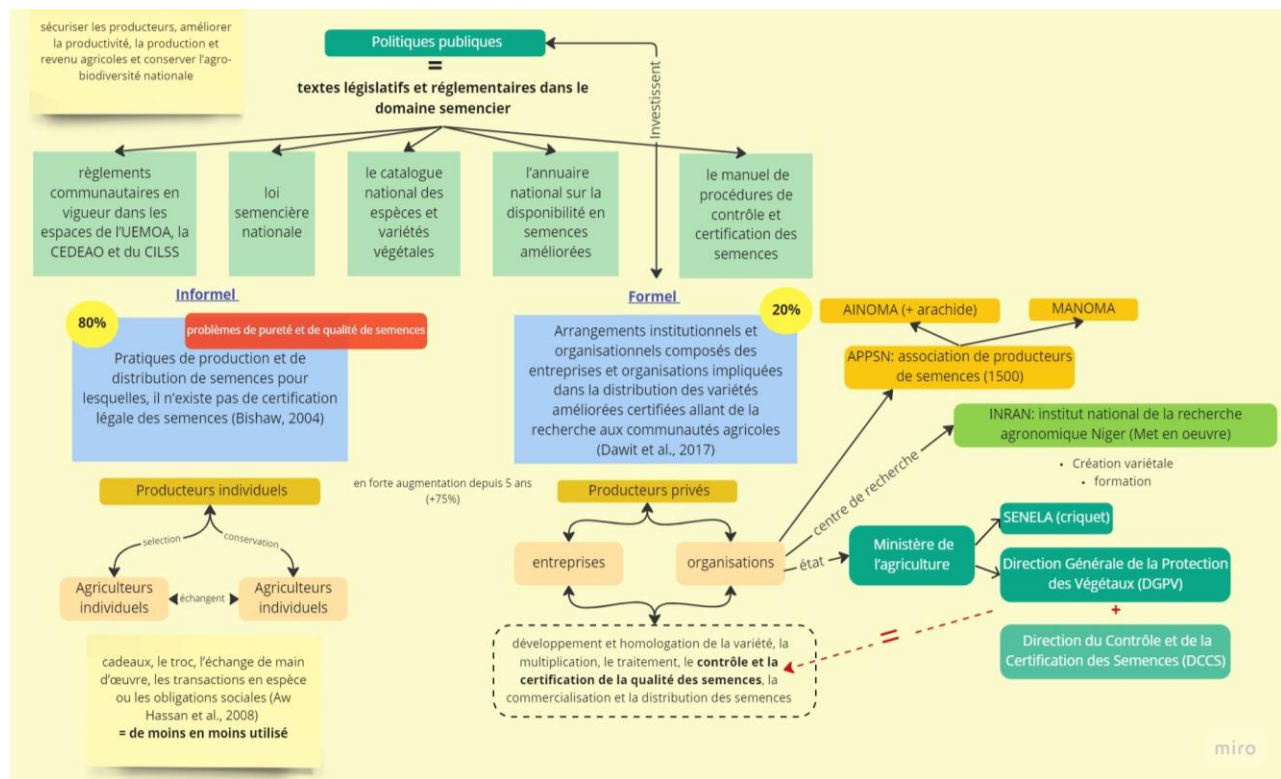 sécuriser les producteurs, améliorer
la productivité, la production et
revenu agricoles et conserver l'agro-
biodiversité nationale
Politiques publiques
=
textes législatifs et réglementaires dans le
domaine semencier
Investissent
règlements
communautaires en
vigueur dans les
espaces de l'UEMOA, la
CEDEAO et du CILSS
loi
semencière
nationale
le catalogue
national des
espèces et
variétés
végétales
l'annuaire
national sur la
disponibilité en
semences
améliorées
le manuel de
procédures de
contrôle et
certification des
semences
Informel
80%
problèmes de pureté et de qualité de semences
Pratiques de production et de
distribution de semences pour
lesquelles, il n'existe pas de certification
légale des semences (Bishaw, 2004)
Producteurs individuels
selection
conservation
Agriculteurs
individuels
échangent
Agriculteurs
individuels
cadeaux, le troc, l'échange de main
d'œuvre, les transactions en espèce
ou les obligations sociales (Aw
Hassan et al., 2008)
= de moins en moins utilisé
Formel
20%
Arrangements institutionnels et
organisationnels composés des
entreprises et organisations impliquées
dans la distribution des variétés
améliorées certifiées allant de la
recherche aux communautés agricoles
(Dawit et al., 2017)
en forte augmentation depuis 5 ans
(+75%)
Producteurs privés
entreprises
organisations
développement et homologation de la variété, la
multiplication, le traitement, le contrôle et la
certification de la qualité des semences, la
commercialisation et la distribution des semences
AINOMA (+ arachide)
MANOMA
APPSN: association de producteurs
de semences (1500)
centre de recherche
INRAN: institut national de la recherche
agronomique Niger (Met en oeuvre)
• Création variétale
• formation
état
Ministère de
l'agriculture
SENELA (criquet)
Direction Générale de la Protection
des Végétaux (DGPV)
+
=
Direction du Contrôle et de la
Certification des Semences (DCCS)
miro